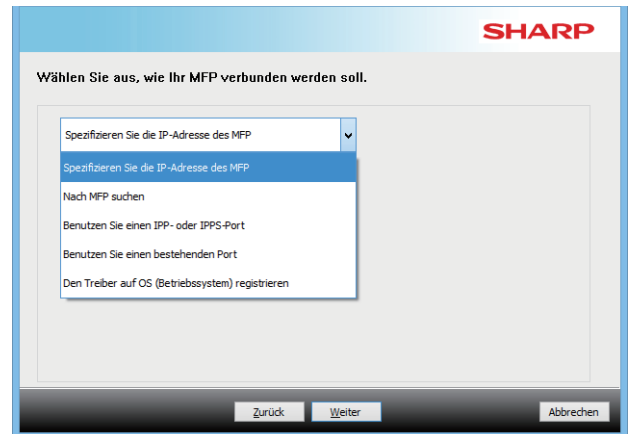 SHARP
Wählen Sie aus, wie Ihr MFP verbunden werden soll.
Spezifizieren Sie die IP-Adresse des MFP
Spezifizieren Sie die IP-Adresse des MFP
Nach MFP suchen
Benutzen Sie einen IPP- oder IPPS-Port
Benutzen Sie einen bestehenden Port
Den Treiber auf OS (Betriebssystem) registrieren
Zurück Weiter Abbrechen